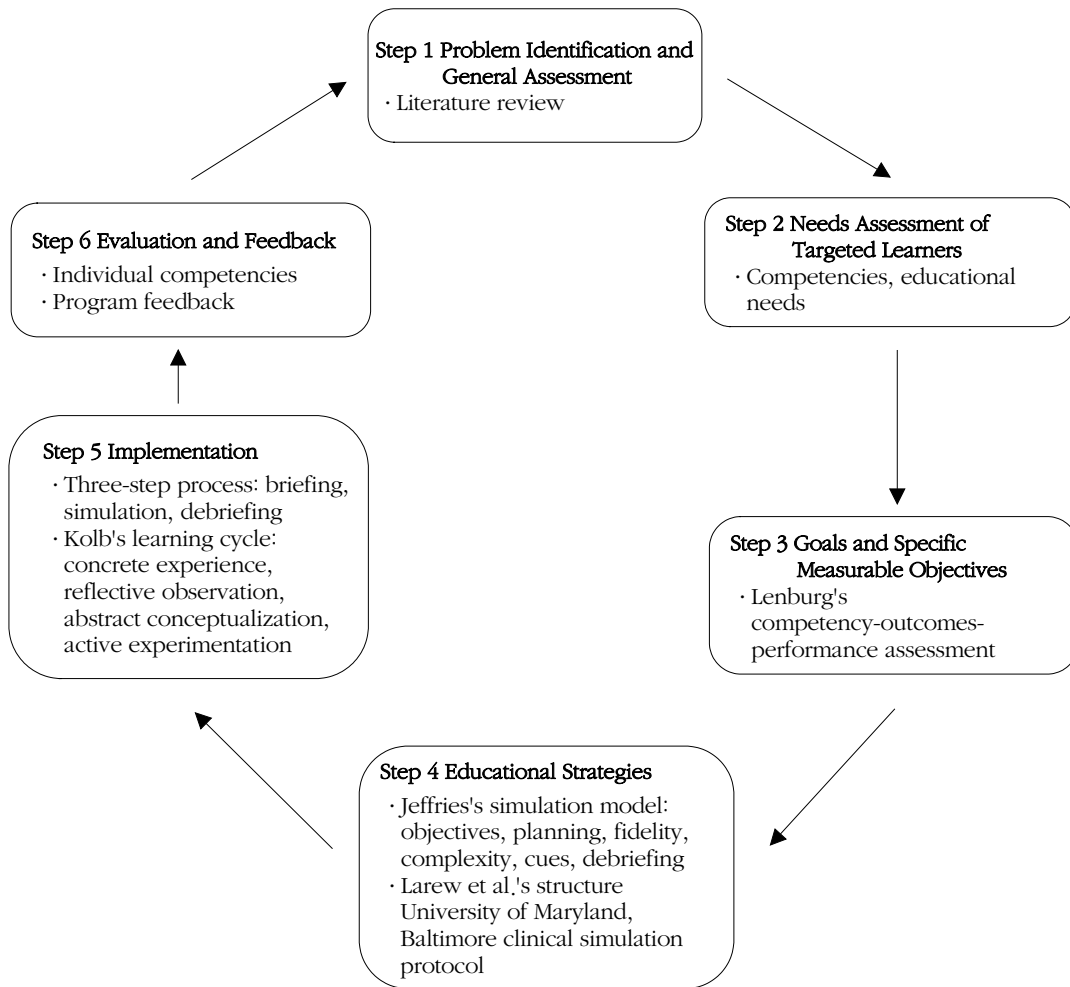 Step 1 Problem Identification and
General Assessment
· Literature review
Step 2 Needs Assessment of
Targeted Learners
· Competencies, educational
needs
Step 3 Goals and Specific
Measurable Objectives
· Lenburg's
competency-outcomes-
performance assessment
Step 4 Educational Strategies
· Jeffries's simulation model:
objectives, planning, fidelity,
complexity, cues, debriefing
· Larew et al.'s structure
University of Maryland,
Baltimore clinical simulation
protocol
Step 5 Implementation
· Three-step process: briefing,
simulation, debriefing
· Kolb's learning cycle:
concrete experience,
reflective observation,
abstract conceptualization,
active experimentation
Step 6 Evaluation and Feedback
· Individual competencies
· Program feedback